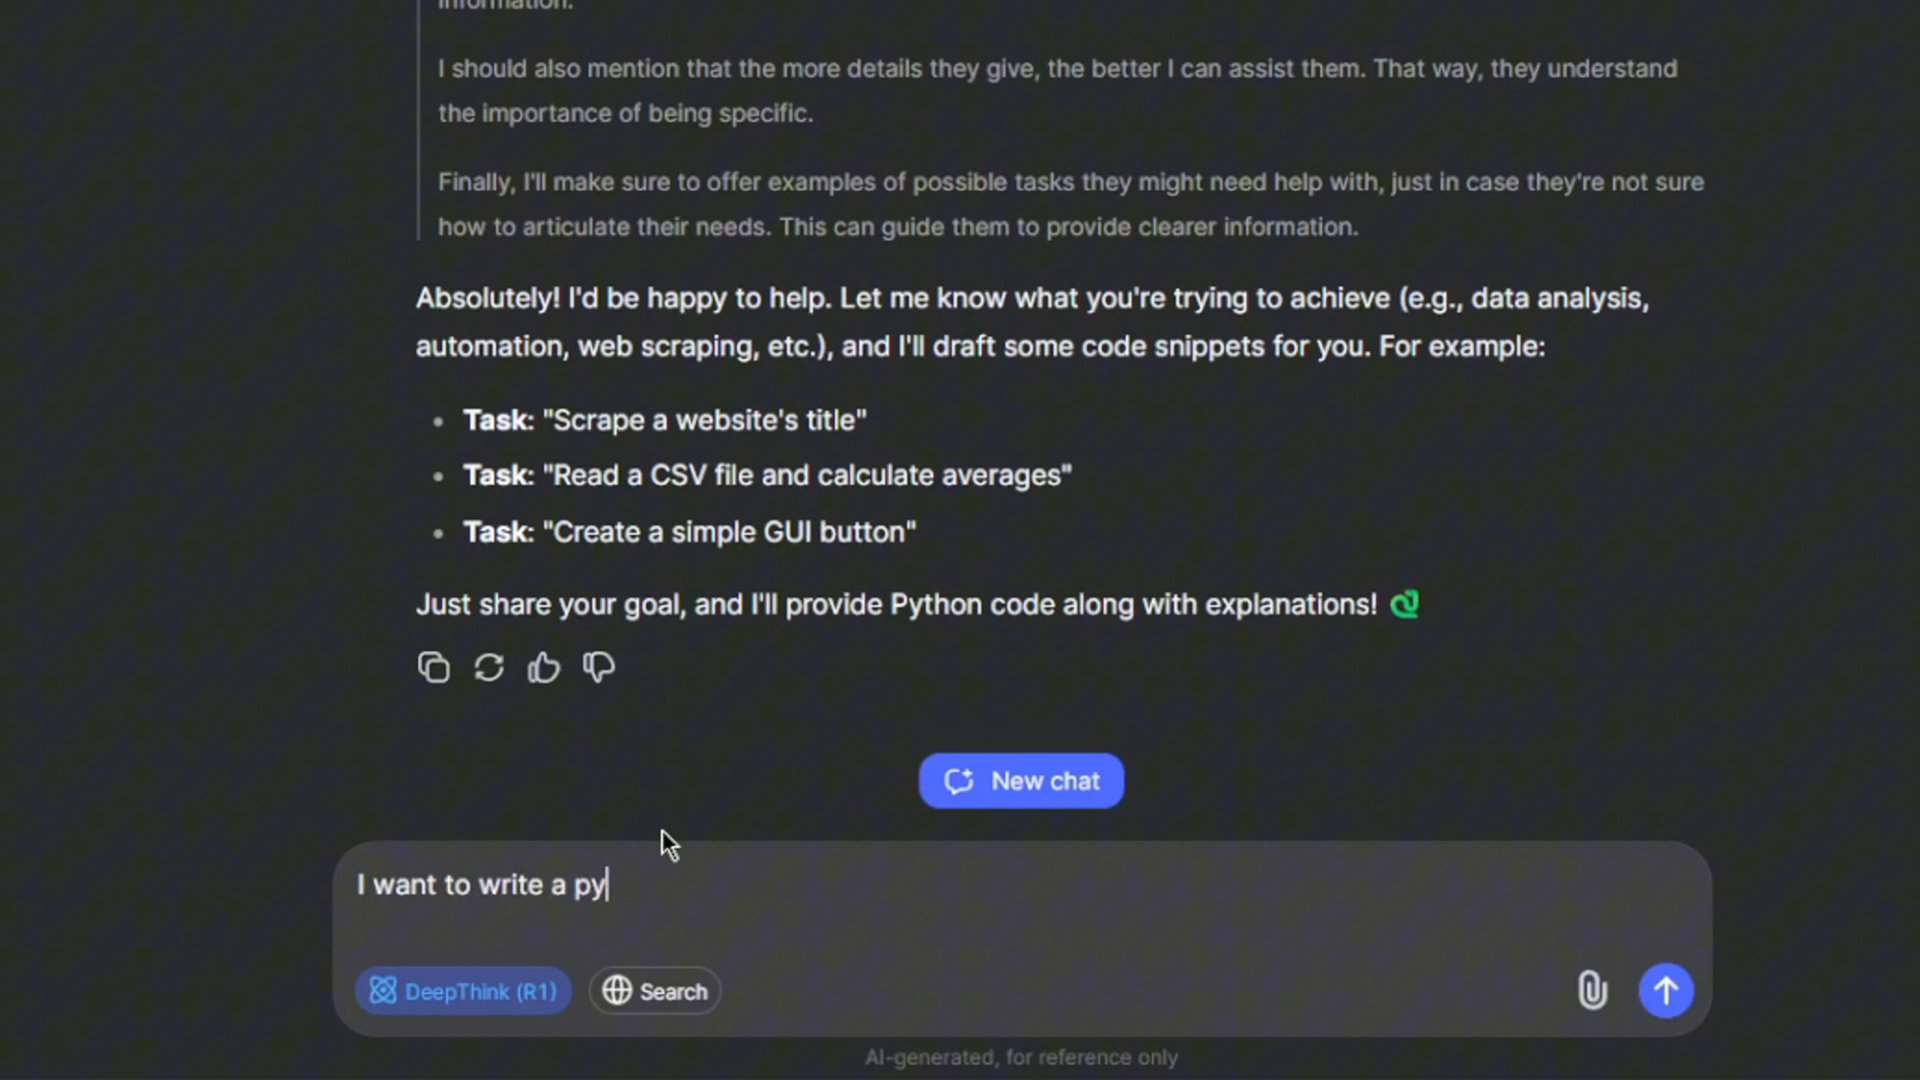 information.
I should also mention that the more details they give, the better I can assist them. That way, they understand
the importance of being specific.
Finally, I'll make sure to offer examples of possible tasks they might need help with, just in case they're not sure
how to articulate their needs. This can guide them to provide clearer information.
Absolutely! I'd be happy to help. Let me know what you're trying to achieve (e.g., data analysis,
automation, web scraping, etc.), and I'll draft some code snippets for you. For example:
• Task: "Scrape a website's title"
• Task: "Read a CSV file and calculate averages"
• Task: "Create a simple GUI button"
Just share your goal, and I'll provide Python code along with explanations! 🐍
New chat
I want to write a py
DeepThink (R1) Search
AI-generated, for reference only